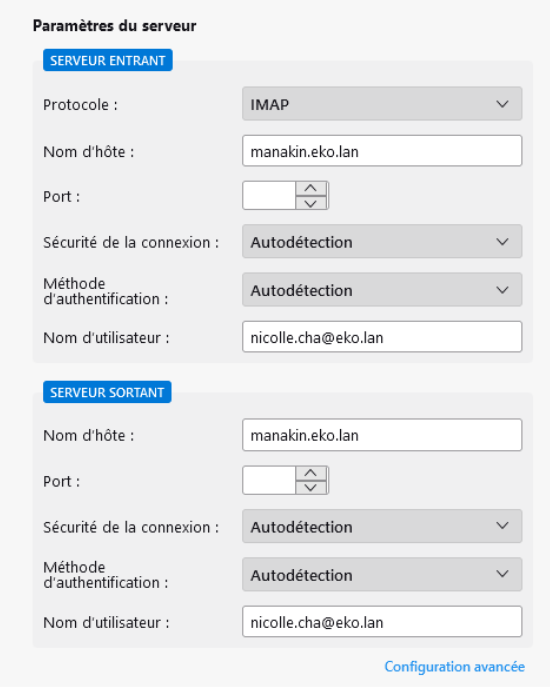 Paramètres du serveur
SERVEUR ENTRANT
Protocole :
IMAP
Nom d'hôte :
manakin.eko.lan
Port :
Sécurité de la connexion :
Autodétection
Méthode
d'authentification :
Autodétection
Nom d'utilisateur :
nicolle.cha@eko.lan
SERVEUR SORTANT
Nom d'hôte :
manakin.eko.lan
Port :
Sécurité de la connexion :
Autodétection
Méthode
d'authentification :
Autodétection
Nom d'utilisateur :
nicolle.cha@eko.lan
Configuration avancée